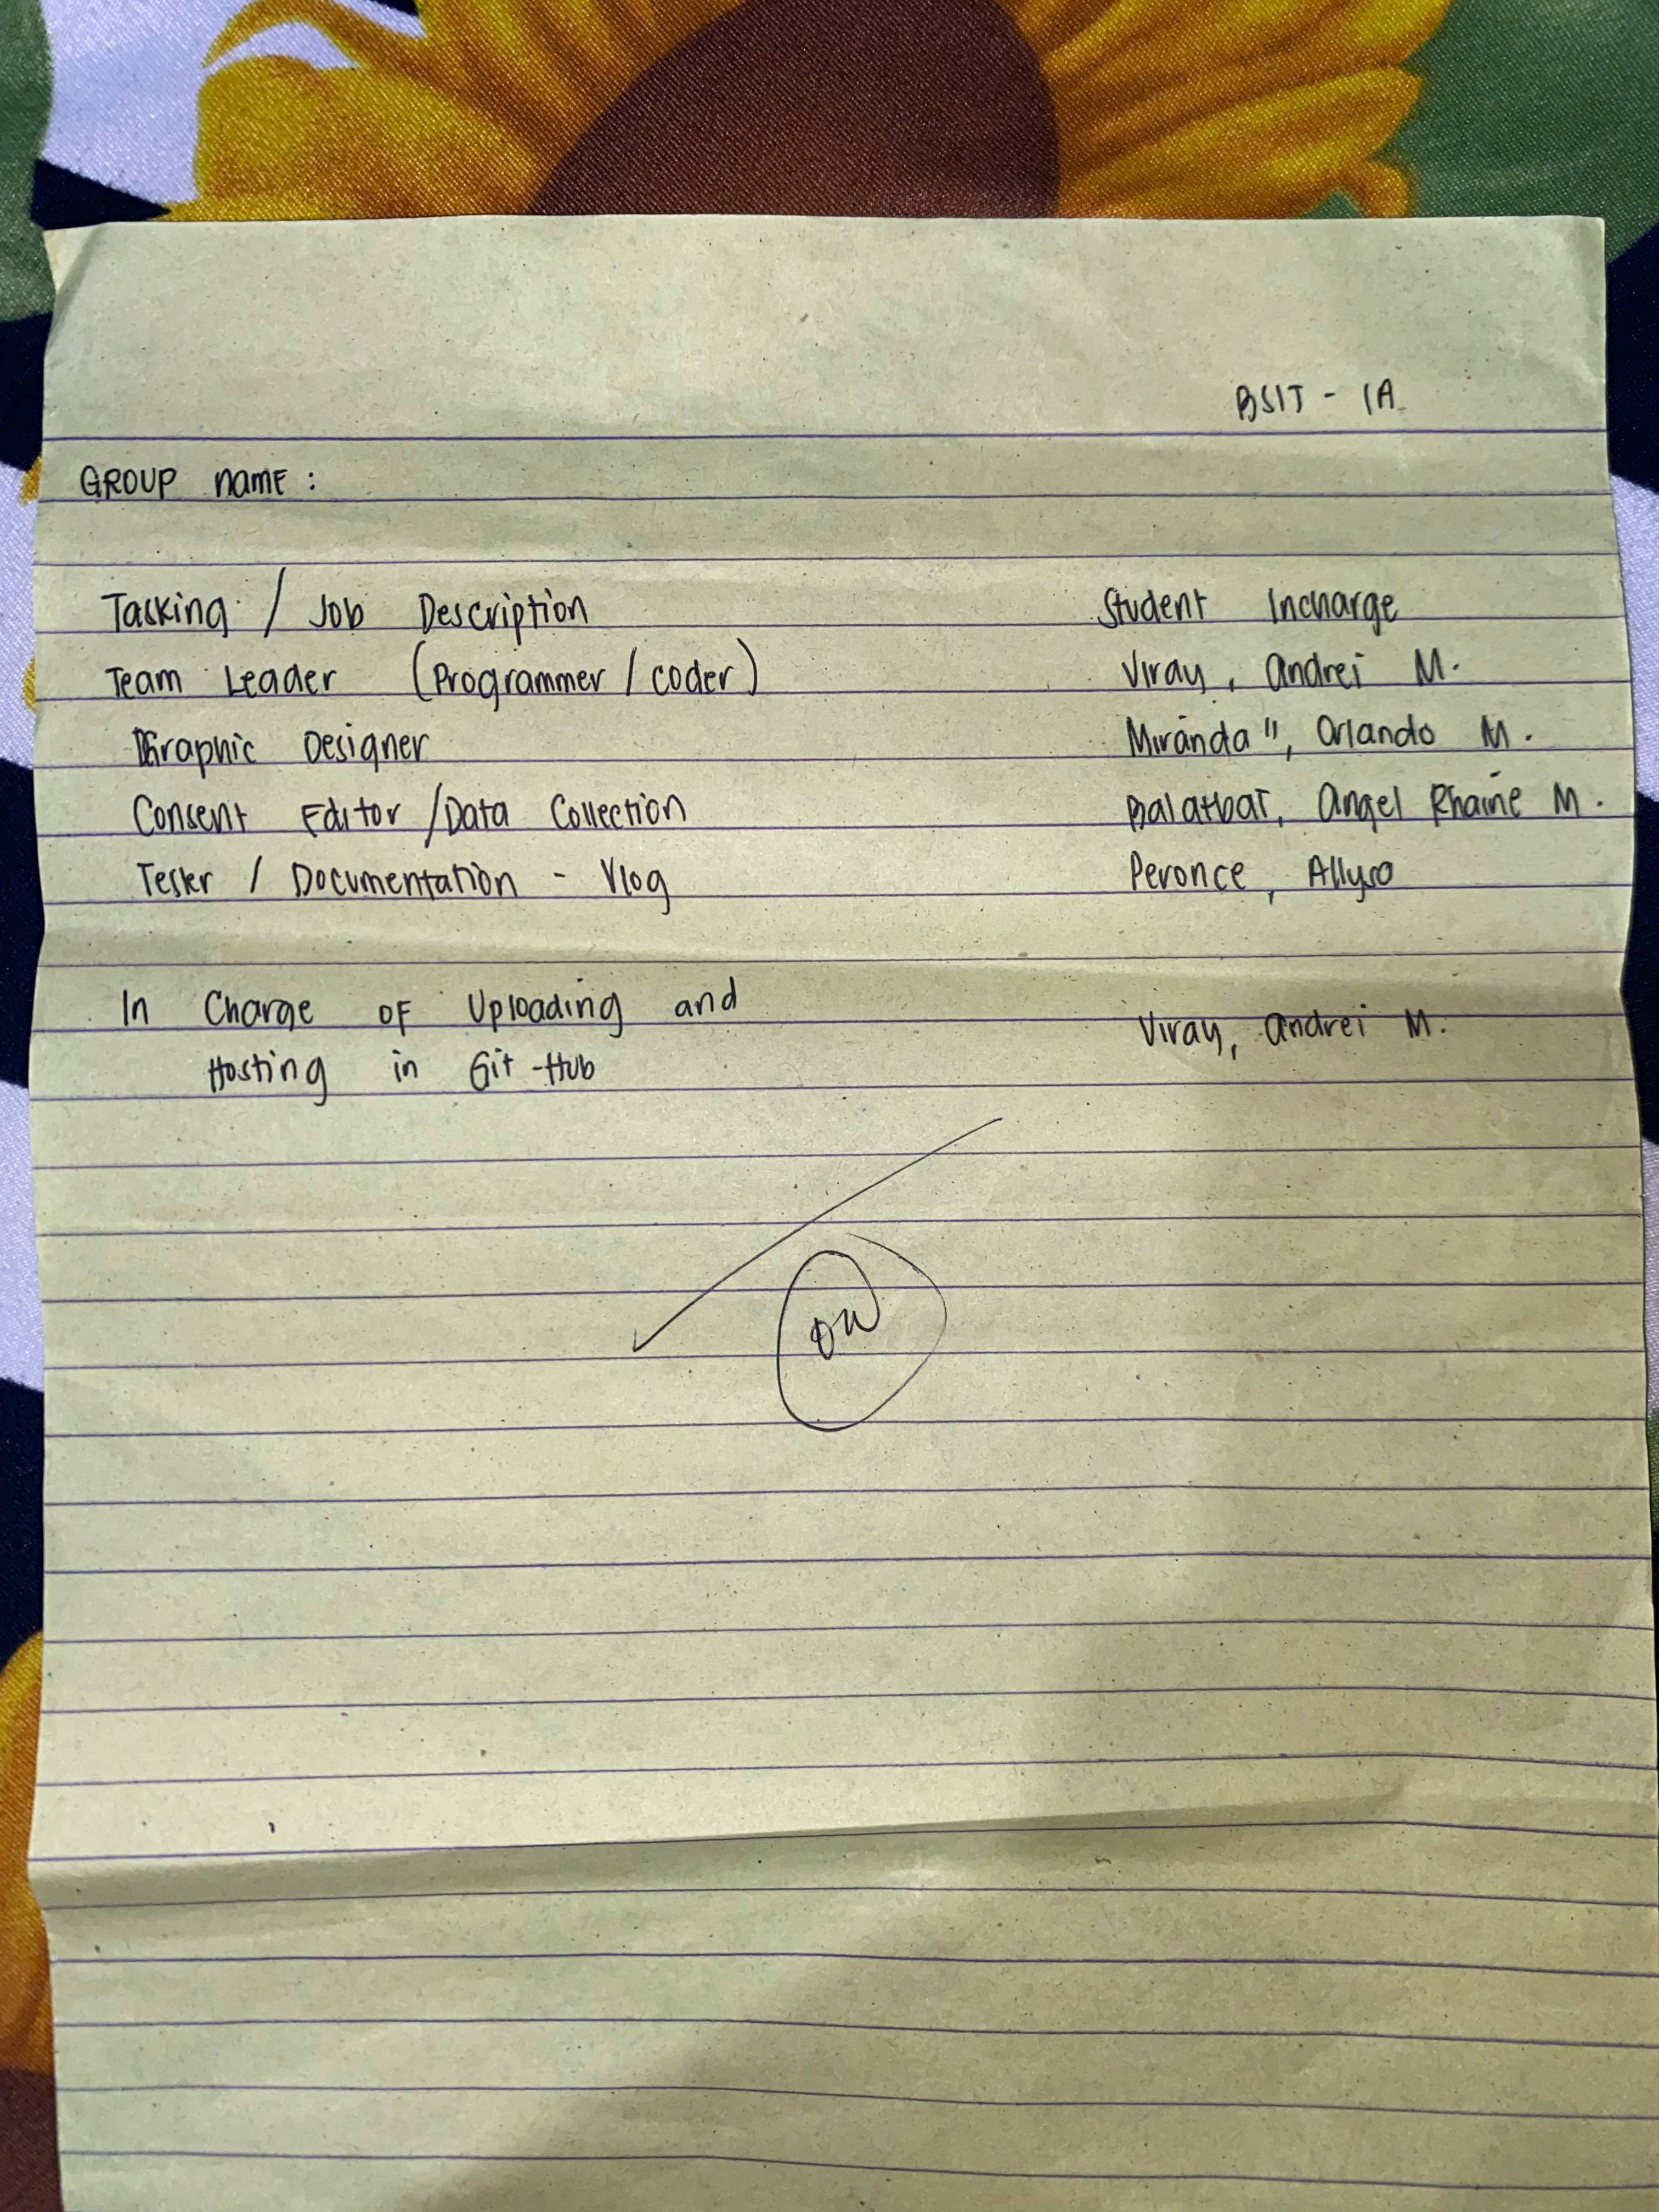 BSIT - 1A
GROUP name :
Tasking / Job Description Student Incharge
Team Leader (Programmer / coder) Viray, Andrei M.
Graphic Designer Miranda", Orlando M.
Consent Editor / Data Collection Balatbat, Angel Rhaine M.
Tester / Documentation - Vlog Peronce, Allysa
In Charge of Uploading and Viray, Andrei M.
Hosting in Git-Hub